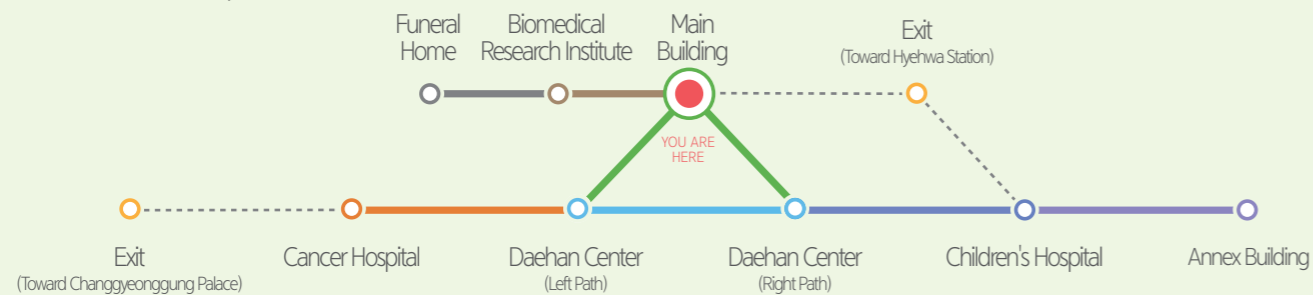 Funeral
Home
Biomedical
Research Institute
Main
Building
Exit
(Toward Hyehwa Station)
YOU ARE
HERE
Exit
(Toward Changgyeonggung Palace)
Cancer Hospital
Daehan Center
(Left Path)
Daehan Center
(Right Path)
Children's Hospital
Annex Building